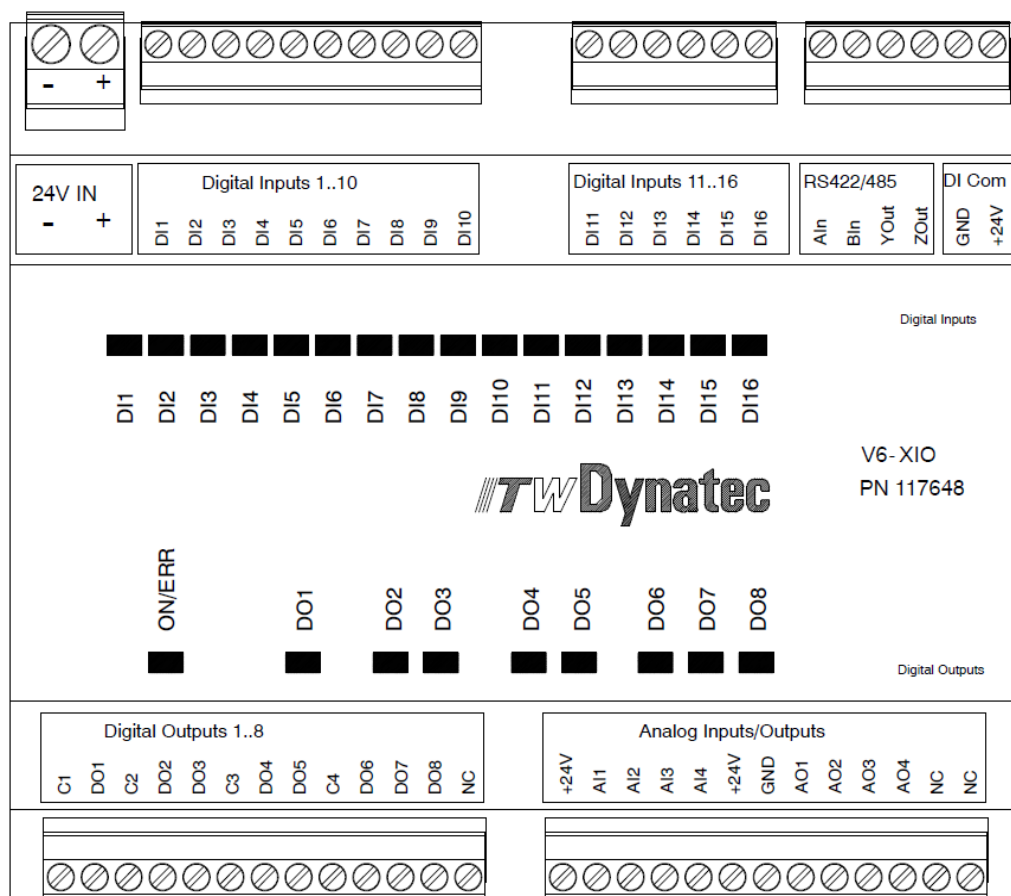 - +
24V IN
- +
Digital Inputs 1..10
DI1 DI2 DI3 DI4 DI5 DI6 DI7 DI8 DI9 DI10
Digital Inputs 11..16
DI11 DI12 DI13 DI14 DI15 DI16
RS422/485
AIn BIn YOut ZOut
DI Com
GND +24V
Digital Inputs
DI1 DI2 DI3 DI4 DI5 DI6 DI7 DI8 DI9 DI10 DI11 DI12 DI13 DI14 DI15 DI16
V6-XIO
PN 117648
ITW Dynatec
ON/ERR DO1 DO2 DO3 DO4 DO5 DO6 DO7 DO8
Digital Outputs
Digital Outputs 1..8
C1 DO1 C2 DO2 DO3 C3 DO4 DO5 C4 DO6 DO7 DO8 NC
Analog Inputs/Outputs
+24V AI1 AI2 AI3 AI4 +24V GND AO1 AO2 AO3 AO4 NC NC